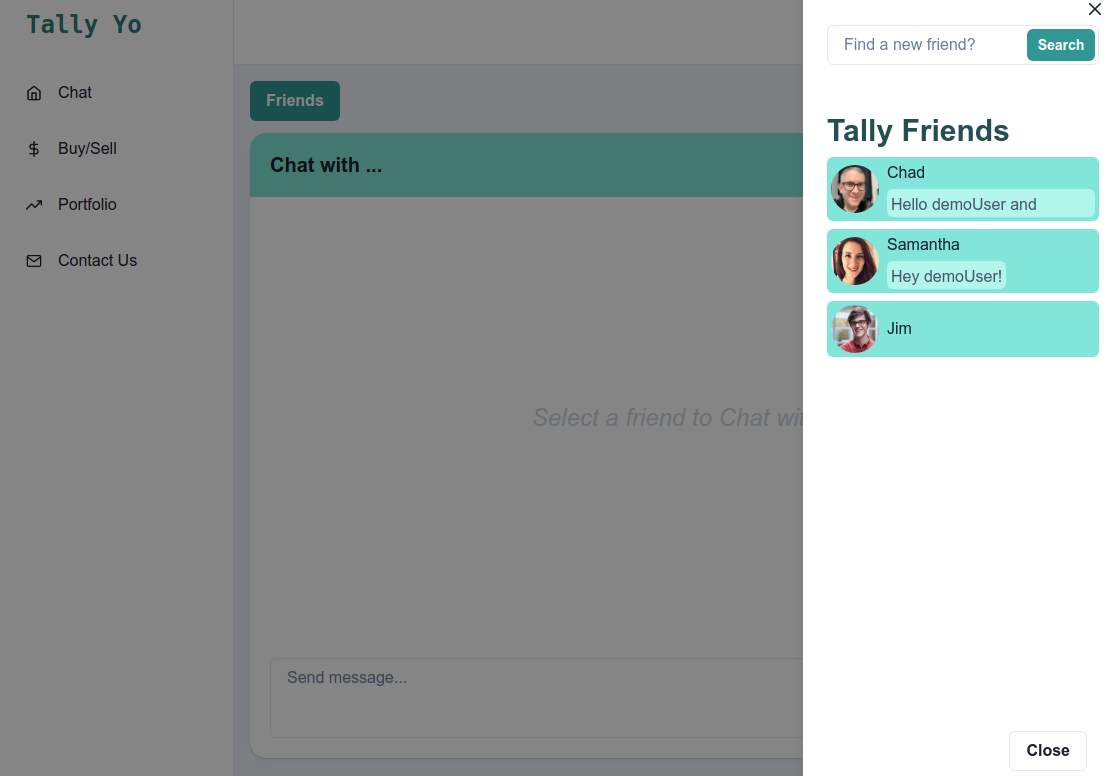 Tally Yo
Chat
Buy/Sell
Portfolio
Contact Us
Friends
Chat with ...
Select a friend to Chat wit
Send message...
Find a new friend?
Search
Tally Friends
Chad
Hello demoUser and
Samantha
Hey demoUser!
Jim
Close